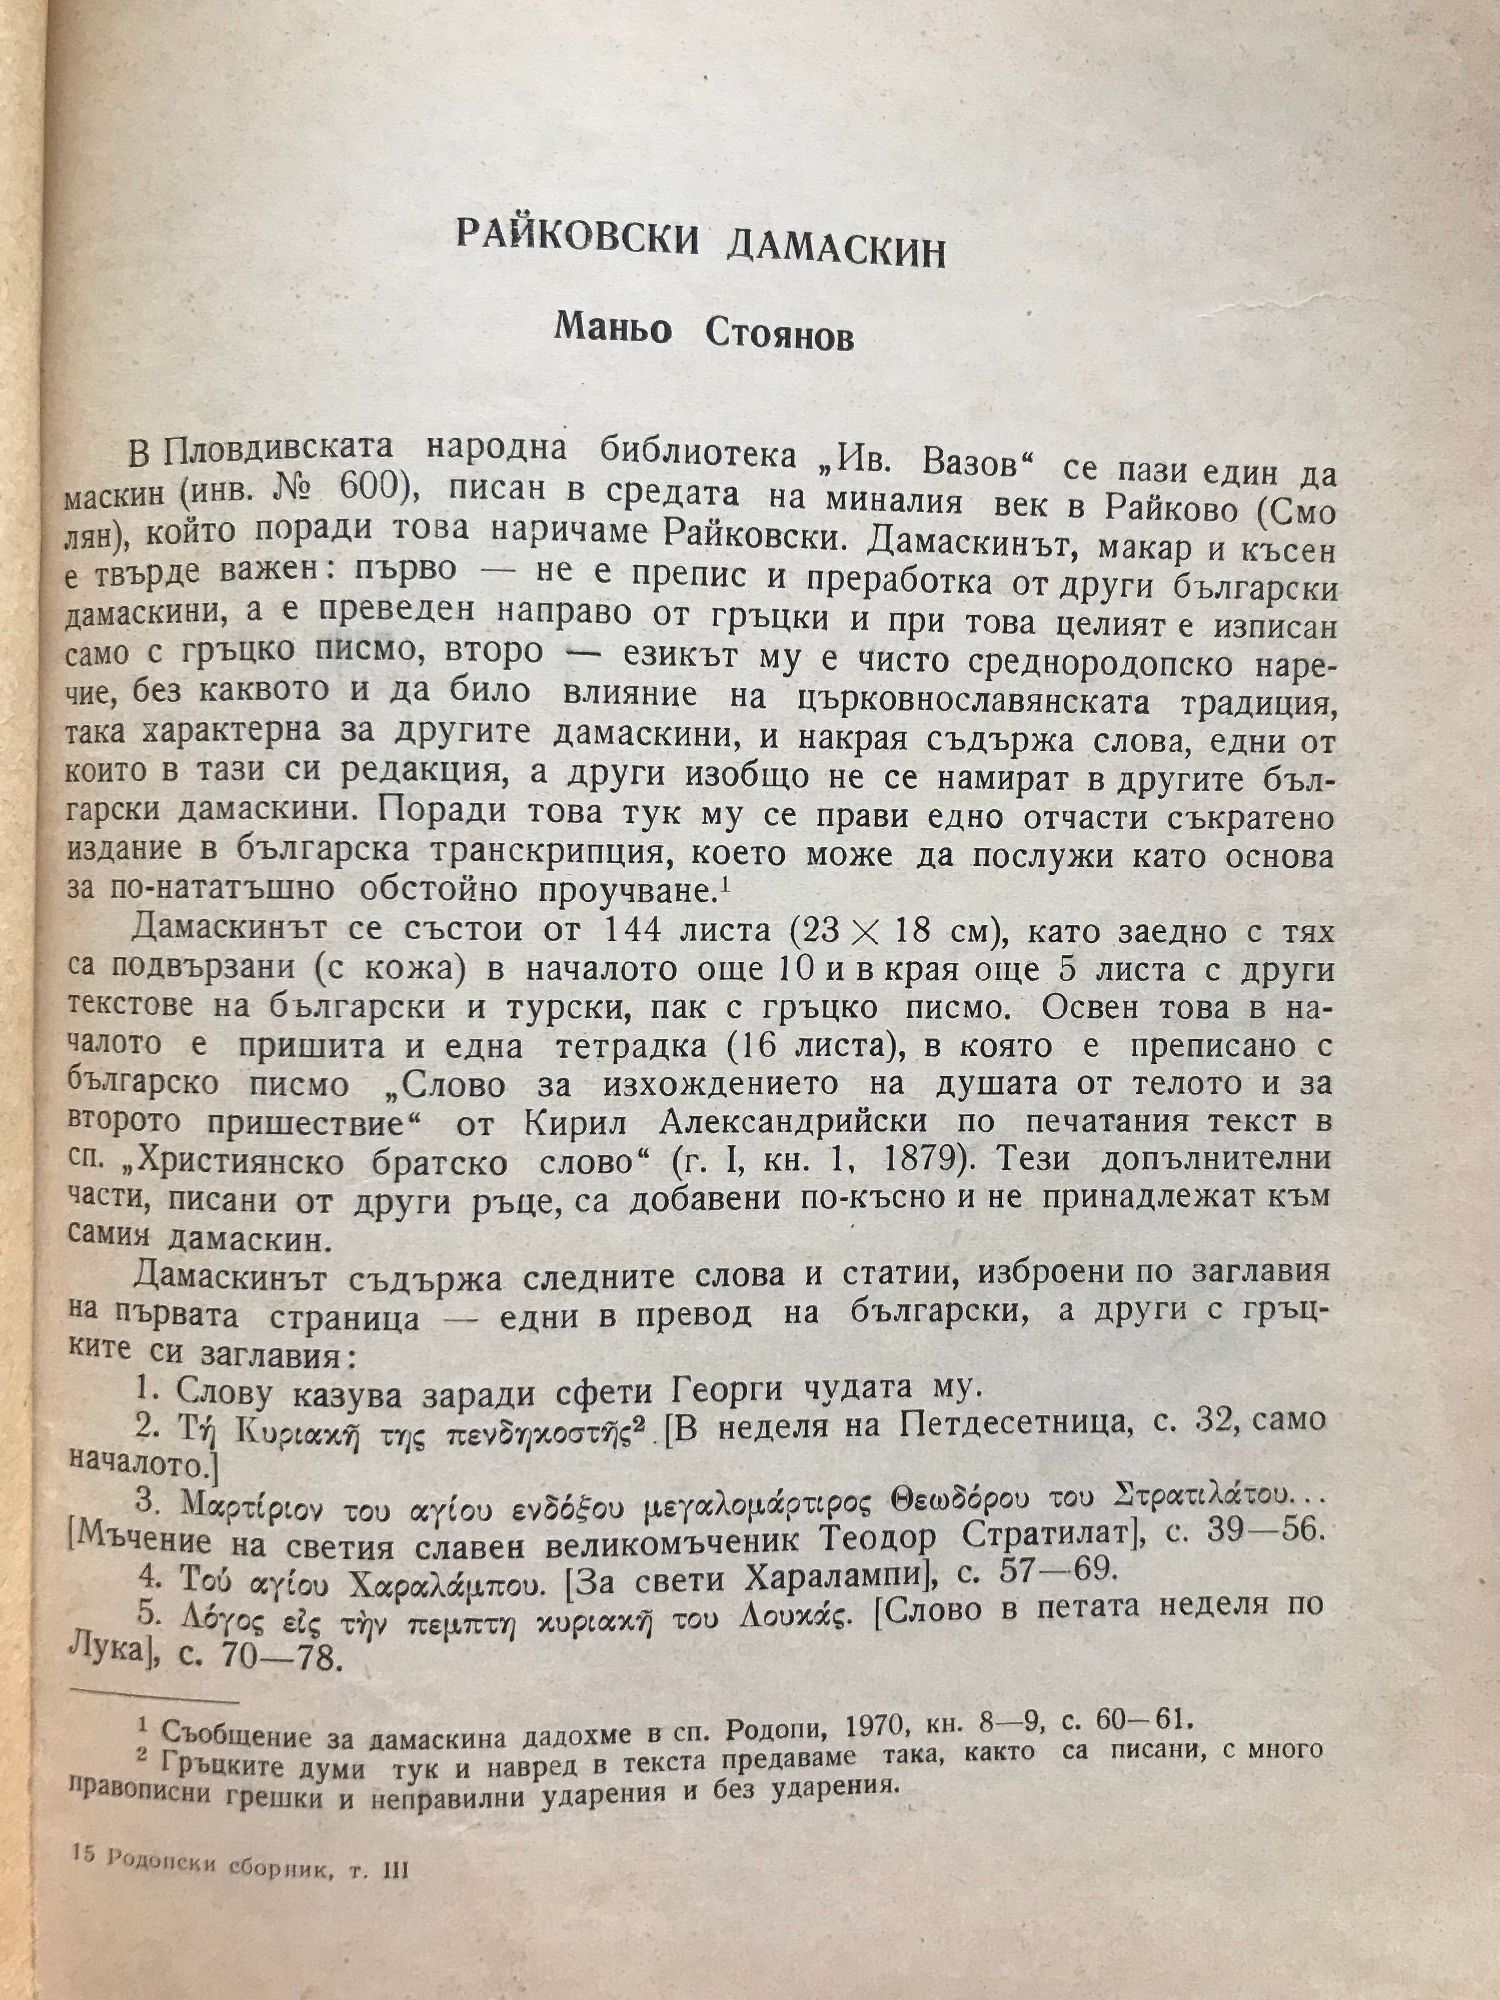 РАЙКОВСКИ ДАМАСКИН
Маньо Стоянов
В Пловдивската народна библиотека „Ив. Вазов“ се пази един да
маскин (инв. № 600), писан в средата на миналия век в Райково (Смо
лян), който поради това наричаме Райковски. Дамаскинът, макар и късен
е твърде важен: първо — не е препис и преработка от други български
дамаскини, а е преведен направо от гръцки и при това целият е изписан
само с гръцко писмо, второ — езикът му е чисто среднородопско наре-
чие, без каквото и да било влияние на църковнославянската традиция,
така характерна за другите дамаскини, и накрая съдържа слова, едни от
които в тази си редакция, а други изобщо не се намират в другите бъл-
гарски дамаскини. Поради това тук му се прави едно отчасти съкратено
издание в българска транскрипция, което може да послужи като основа
за по-нататъшно обстойно проучване.¹
Дамаскинът се състои от 144 листа (23 × 18 см), като заедно с тях
са подвързани (с кожа) в началото още 10 и в края още 5 листа с други
текстове на български и турски, пак с гръцко писмо. Освен това в на-
чалото е пришита и една тетрадка (16 листа), в която е преписано с
българско писмо „Слово за изхождението на душата от телото и за
второто пришествие“ от Кирил Александрийски по печатания текст в
сп. „Християнско братско слово“ (г. I, кн. 1, 1879). Тези допълнителни
части, писани от други ръце, са добавени по-късно и не принадлежат към
самия дамаскин.
Дамаскинът съдържа следните слова и статии, изброени по заглавия
на първата страница — едни в превод на български, а други с гръц-
ките си заглавия:
1. Слову казува заради сфети Георги чудата му.
2. Τή Κυριακῆ της πενδηκοστῆς². [В неделя на Петдесетница, с. 32, само
началото.]
3. Μαρτίριον του αγίου ενδόξου μεγαλομάρτιρος Θεωδόρου του Στρατιλάτου...
[Мъчение на светия славен великомъченик Теодор Стратилат], с. 39—56.
4. Τού αγίου Χαραλάμπου. [За свети Харалампи], с. 57—69.
5. Λόγος εἰς τὴν πεμπτη κυριακῆ του Λουκάς. [Слово в петата неделя по
Лука], с. 70—78.
¹ Съобщение за дамаскина дадохме в сп. Родопи, 1970, кн. 8—9, с. 60—61.
² Гръцките думи тук и навред в текста предаваме така, както са писани, с много
правописни грешки и неправилни ударения и без ударения.
15 Родопски сборник, т. III